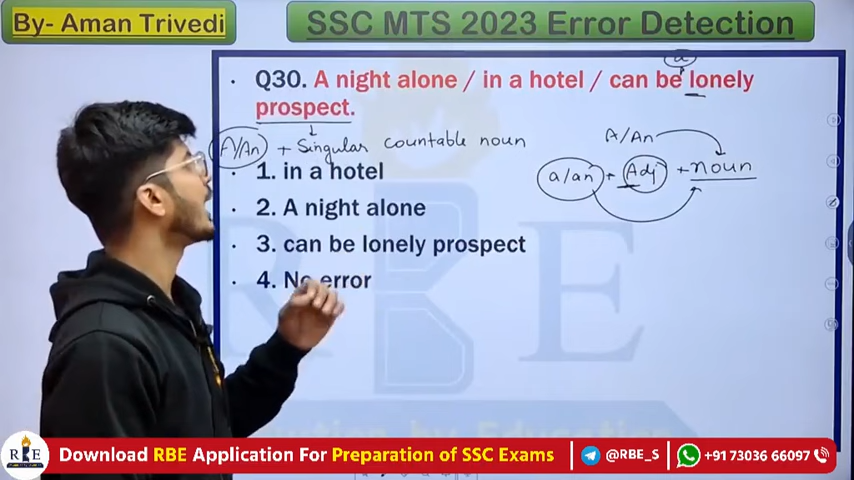 By- Aman Trivedi
SSC MTS 2023 Error Detection
a
Q30. A night alone / in a hotel / can be lonely
prospect.
A/An + Singular countable noun
A/An
a/an + Adj + noun
1. in a hotel
2. A night alone
3. can be lonely prospect
4. No error
RBE
Download RBE Application For Preparation of SSC Exams
@RBE_S
+91 73036 66097